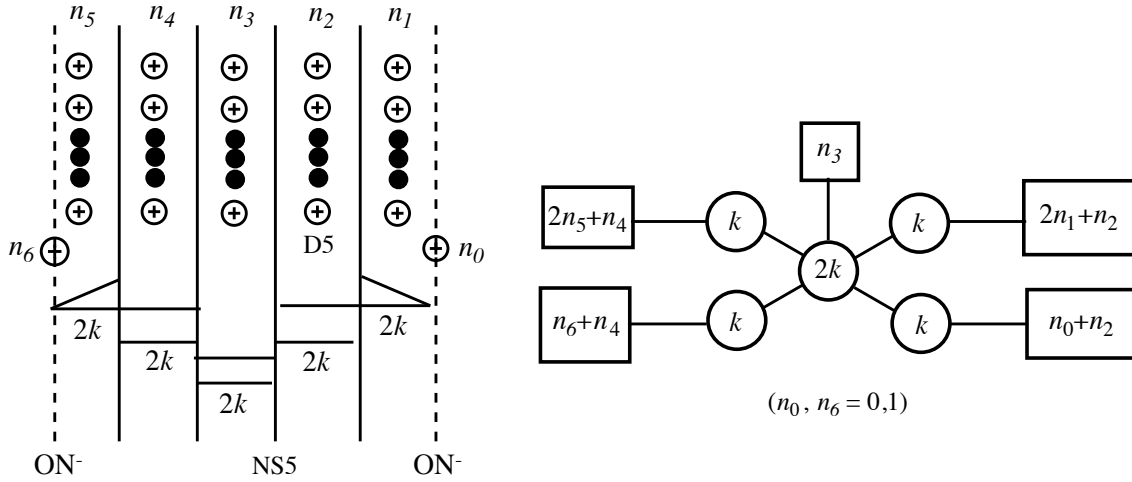 n5 n4 n3 n2 n1
n6 D5 n0
2k 2k
2k 2k
2k
ON- NS5 ON-
n3
2n5+n4 k k 2n1+n2
2k
n6+n4 k k n0+n2
(n0 , n6 = 0,1)